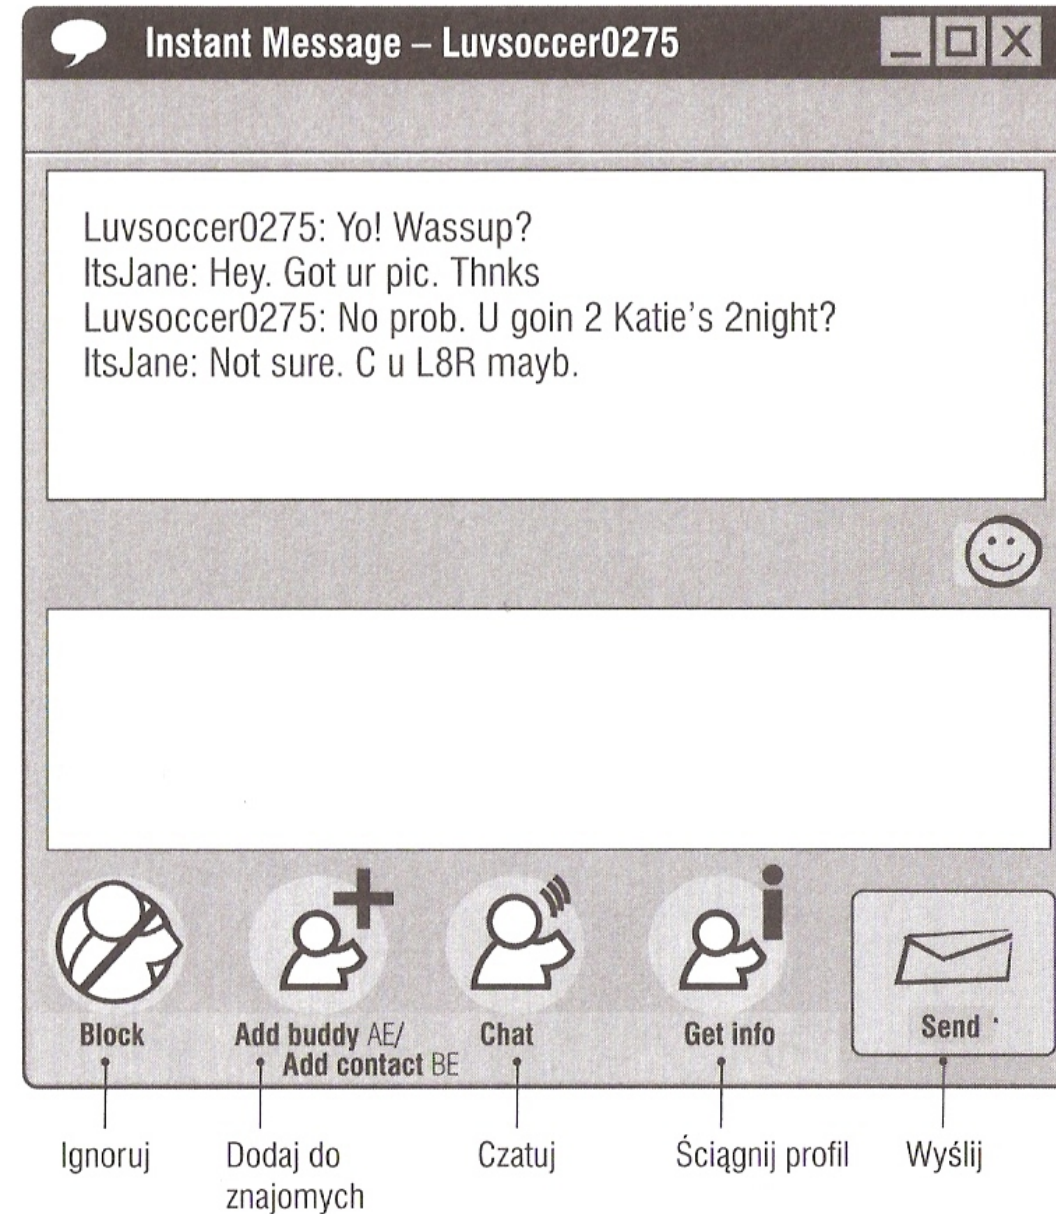 Instant Message – Luvsoccer0275
Luvsoccer0275: Yo! Wassup?
ItsJane: Hey. Got ur pic. Thnks
Luvsoccer0275: No prob. U goin 2 Katie's 2night?
ItsJane: Not sure. C u L8R mayb.
Block
Add buddy AE/
Add contact BE
Chat
Get info
Send
Ignoruj
Dodaj do
znajomych
Czatuj
Ściągnij profil
Wyślij